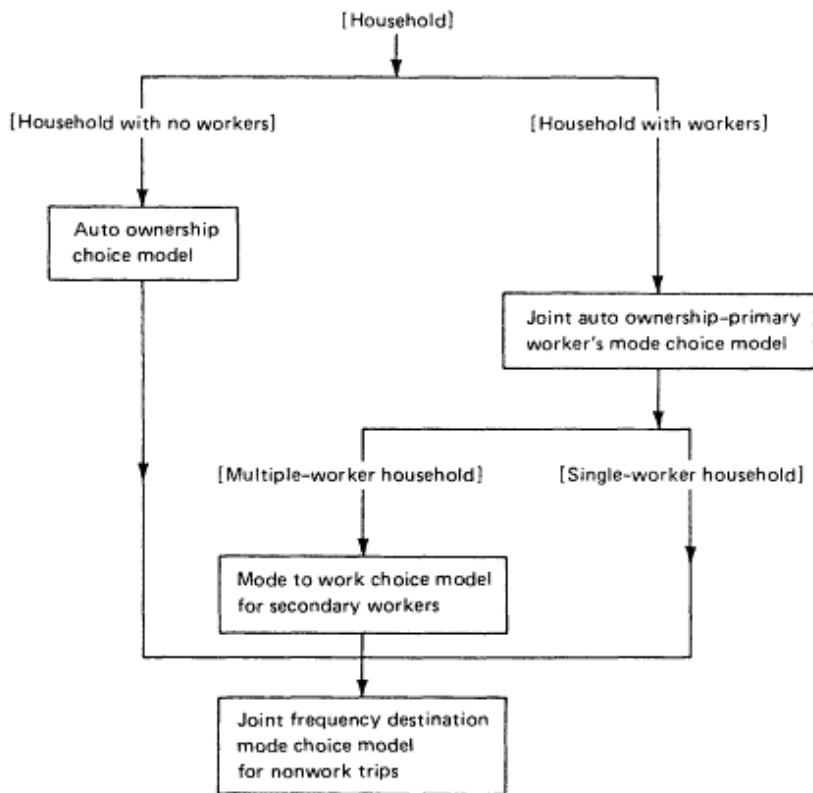 [Household]
[Household with no workers]
[Household with workers]
Auto ownership
choice model
Joint auto ownership–primary
worker's mode choice model
[Multiple–worker household]
[Single–worker household]
Mode to work choice model
for secondary workers
Joint frequency destination
mode choice model
for nonwork trips